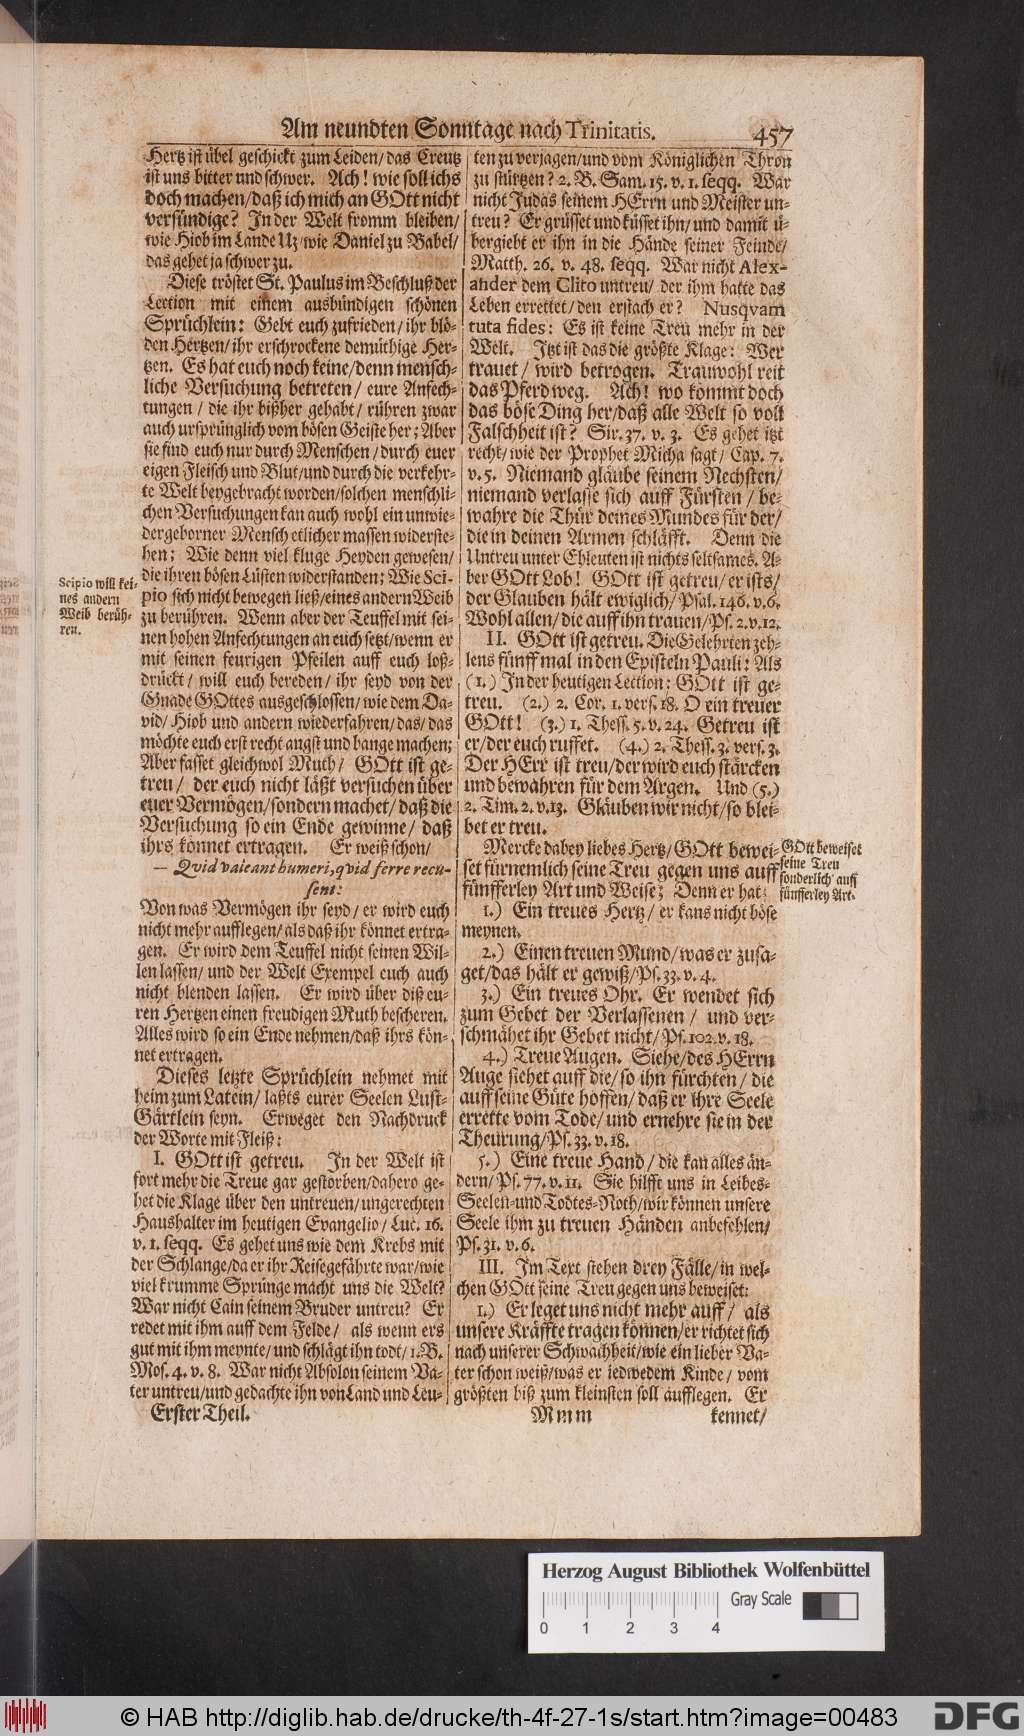 Am neundten Sonntage nach Trinitatis. 457
Hertz ist übel geschickt zum Leiden/das Creutz
ist uns bitter und schwer. Ach! wie soll ichs
doch machen/daß ich mich an GOtt nicht
versündige? In der Welt fromm bleiben/
wie Hiob im Lande Uz/wie Daniel zu Babel/
das gehet ja schwer zu.
Diese tröstet St. Paulus im Beschluß der
Lection mit einem ausbündigen schönen
Sprüchlein: Gebt euch zufrieden/ihr blö-
den Hertzen/ihr erschrockene demüthige Her-
tzen. Es hat euch noch keine/denn mensch-
liche Versuchung betreten/ eure Anfech-
tungen / die ihr bißher gehabt/ rühren zwar
auch ursprünglich vom bösen Geiste her; Aber
sie sind euch nur durch Menschen/durch euer
eigen Fleisch und Blut/und durch die verkehr-
te Welt beygebracht worden/solchen menschli-
chen Versuchungen kan auch wohl ein unwie-
dergeborner Mensch etlicher massen widerste-
hen; Wie denn viel kluge Heyden gewesen/
die ihren bösen Lüsten widerstanden; Wie Sci-
pio sich nicht bewegen ließ/eines andern Weib
zu berühren. Wenn aber der Teuffel mit sei-
nen hohen Anfechtungen an euch setzt/wenn er
mit seinen feurigen Pfeilen auff euch loß-
drückt/ will euch bereden/ ihr seyd von der
Gnade GOttes ausgeschlossen/wie dem Da-
vid/ Hiob und andern wiederfahren/das/das
möchte euch erst recht angst und bange machen;
Aber fasset gleichwol Muth/ GOtt ist ge-
treu/ der euch nicht läßt versuchen über
euer Vermögen/sondern machet/daß die
Versuchung so ein Ende gewinne/ daß
ihrs könnet ertragen. Er weiß schon/
— Qvid valeant humeri, qvid ferre recu-
sent:
Von was Vermögen ihr seyd/ er wird euch
nicht mehr aufflegen/als daß ihr könnet ertra-
gen. Er wird dem Teuffel nicht seinen Wil-
len lassen/ und der Welt Exempel euch auch
nicht blenden lassen. Er wird über diß eu-
ren Hertzen einen freudigen Muth bescheren.
Alles wird so ein Ende nehmen/daß ihrs kön-
net ertragen.
Dieses letzte Sprüchlein nehmet mit
heim zum Latein/ laßts eurer Seelen Lust-
Gärtlein seyn. Erweget den Nachdruck
der Worte mit Fleiß:
I. GOtt ist getreu. In der Welt ist
fort mehr die Treue gar gestorben/dahero ge-
het die Klage über den untreuen/ungerechten
Haushalter im heutigen Evangelio/ Luc. 16.
v. 1. seqq. Es gehet uns wie dem Krebs mit
der Schlange/da er ihr Reisegefährte war/wie
viel krumme Sprünge macht uns die Welt?
War nicht Cain seinem Bruder untreu? Er
redet mit ihm auff dem Felde/ als wenn ers
gut mit ihm meynte/und schlägt ihn todt/1.B.
Mos. 4. v. 8. War nicht Absolon seinem Va-
ter untreu/und gedachte ihn von Land und Leu-
Scipio will kei-
nes andern
Weib berüh-
ren.
ten zu verjagen/und vom Königlichen Thron
zu stürtzen? 2. B. Sam. 15. v. 1. seqq. War
nicht Judas seinem HErrn und Meister un-
treu? Er grüsset und küsset ihn/und damit ü-
bergiebt er ihn in die Hände seiner Feinde/
Matth. 26. v. 48. seqq. War nicht Alex-
ander dem Clito untreu/ der ihm hatte das
Leben errettet/den erstach er? Nusqvam
tuta fides: Es ist keine Treu mehr in der
Welt. Itzt ist das die größte Klage: Wer
trauet/ wird betrogen. Trauwohl reit
das Pferd weg. Ach! wo kömmt doch
das böse Ding her/daß alle Welt so voll
Falschheit ist? Sir. 37. v. 3. Es gehet itzt
recht/wie der Prophet Micha sagt/ Cap. 7.
v. 5. Niemand gläube seinem Nechsten/
niemand verlasse sich auff Fürsten / be-
wahre die Thür deines Mundes für der/
die in deinen Armen schläfft. Denn die
Untreu unter Ehleuten ist nichts seltsames. A-
ber GOtt Lob! GOtt ist getreu/er ists/
der Glauben hält ewiglich/Psal. 146. v. 6.
Wohl allen/die auff ihn trauen/Ps. 2. v. 12.
II. GOtt ist getreu. Die Gelehrten zeh-
lens fünff mal in den Episteln Pauli: Als
(1.) In der heutigen Lection: GOtt ist ge-
treu. (2.) 2. Cor. 1. vers. 18. O ein treuer
GOtt! (3.) 1. Thess. 5. v. 24. Getreu ist
er/der euch ruffet. (4.) 2. Thess. 3. vers. 3.
Der HErr ist treu/der wird euch stärcken
und bewahren für dem Argen. Und (5.)
2. Tim. 2. v. 13. Gläuben wir nicht/so blei-
bet er treu.
Mercke dabey liebes Hertz/GOtt bewei-
set fürnemlich seine Treu gegen uns auff
fünfferley Art und Weise; Denn er hat:
1.) Ein treues Hertz/ er kans nicht böse
meynen.
2.) Einen treuen Mund/was er zusa-
get/das hält er gewiß/Ps. 33. v. 4.
3.) Ein treues Ohr. Er wendet sich
zum Gebet der Verlassenen / und ver-
schmähet ihr Gebet nicht/Ps. 102. v. 18.
4.) Treue Augen. Siehe/des HErrn
Auge siehet auff die/so ihn fürchten/ die
auff seine Güte hoffen/daß er ihre Seele
errette vom Tode/und ernehre sie in der
Theurung/Ps. 33. v. 18.
5.) Eine treue Hand/die kan alles än-
dern/Ps. 77. v. 11. Sie hilfft uns in Leibes-
Seelen-und Todtes-Noth/wir können unsere
Seele ihm zu treuen Händen anbefehlen/
Ps. 31. v. 6.
III. Im Text stehen drey Fälle/in wel-
chen GOtt seine Treu gegen uns beweiset:
1.) Er leget uns nicht mehr auff/ als
unsere Kräffte tragen können/er richtet sich
nach unserer Schwachheit/wie ein lieber Va-
ter schon weiß/was er iedwedem Kinde/ vom
größten biß zum kleinsten soll aufflegen. Er
GOtt beweiset
seine Treu
sonderlich auff
fünfferley Art.
Erster Theil. Mmm kennet/
Herzog August Bibliothek Wolfenbüttel
Gray Scale
0 1 2 3 4
© HAB http://diglib.hab.de/drucke/th-4f-27-1s/start.htm?image=00483
DFG